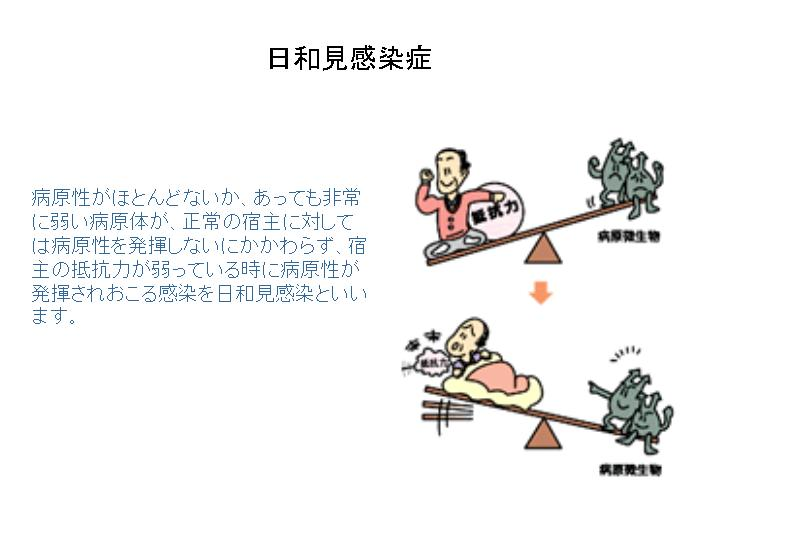 日和見感染症
病原性がほとんどないか、あっても非常
に弱い病原体が、正常の宿主に対して
は病原性を発揮しないにかかわらず、宿
主の抵抗力が弱っている時に病原性が
発揮されおこる感染を日和見感染といい
ます。
抵抗力
病原微生物
抵抗力
病原微生物